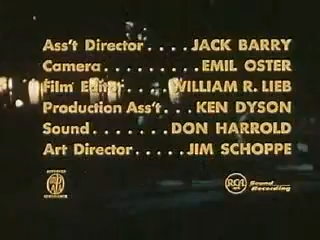 Ass't Director.....JACK BARRY
Camera..........EMIL OSTER
Film Editor.....WILLIAM R. LIEB
Production Ass't...KEN DYSON
Sound.......DON HARROLD
Art Director.....JIM SCHOPPE
RCA Sound Recording